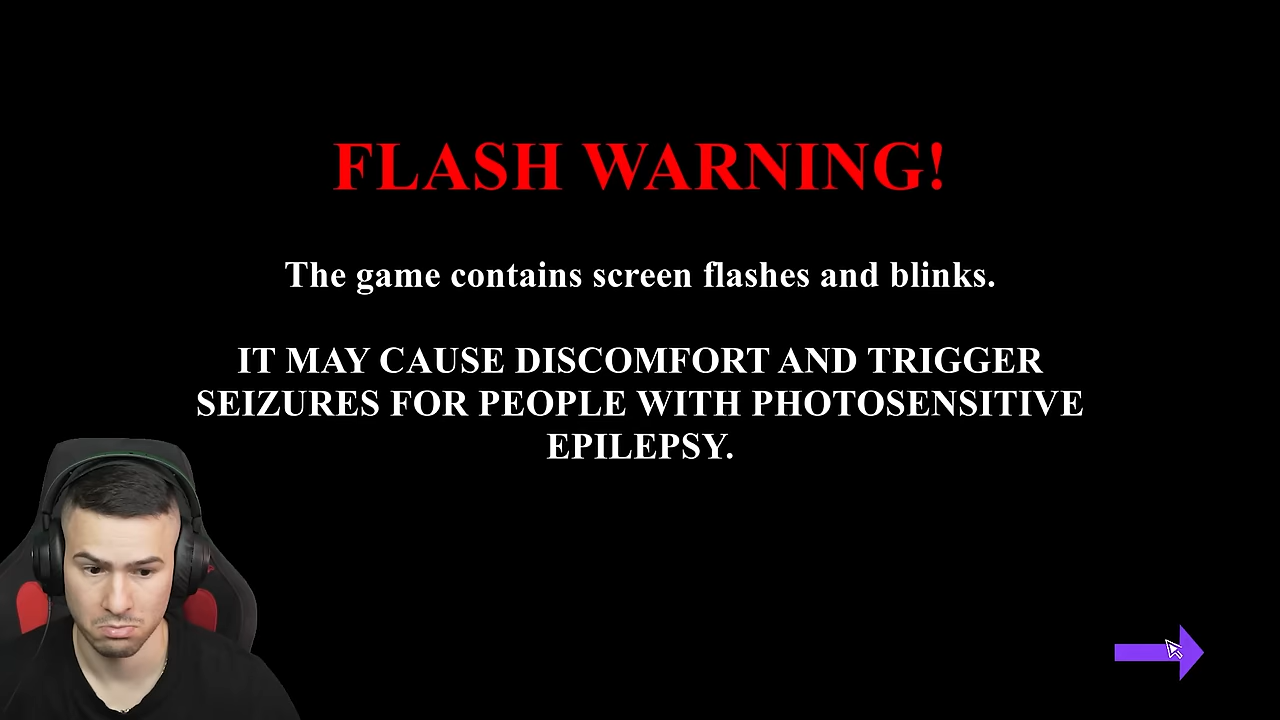 FLASH WARNING!
The game contains screen flashes and blinks.
IT MAY CAUSE DISCOMFORT AND TRIGGER
SEIZURES FOR PEOPLE WITH PHOTOSENSITIVE
EPILEPSY.